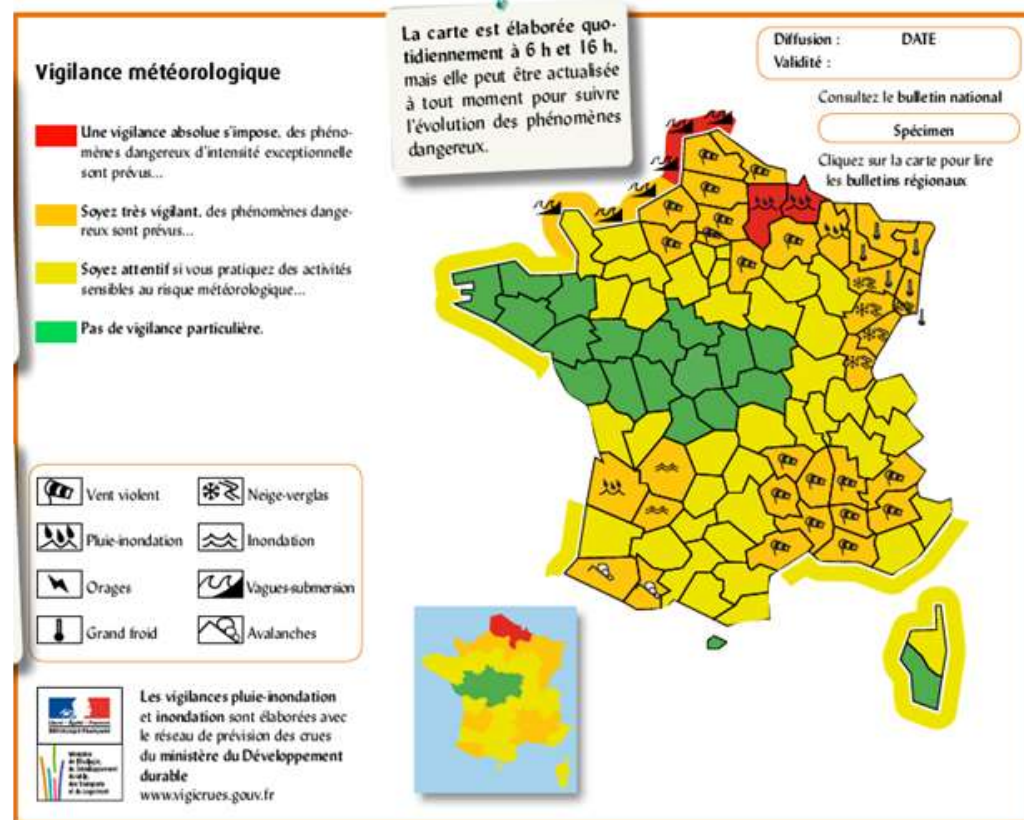 Vigilance météorologique
Une vigilance absolue s'impose, des phéno-
mènes dangereux d'intensité exceptionnelle
sont prévus...
Soyez très vigilant, des phénomènes dange-
reux sont prévus...
Soyez attentif si vous pratiquez des activités
sensibles au risque météorologique...
Pas de vigilance particulière.
La carte est élaborée quo-
tidiennement à 6 h et 16 h,
mais elle peut être actualisée
à tout moment pour suivre
l'évolution des phénomènes
dangereux.
Diffusion : DATE
Validité :
Consultez le bulletin national
Spécimen
Cliquez sur la carte pour lire
les bulletins régionaux
Vent violent
Neige-verglas
Pluie-inondation
Inondation
Orages
Vagues-submersion
Grand froid
Avalanches
Les vigilances pluie-inondation
et inondation sont élaborées avec
le réseau de prévision des crues
du ministère du Développement
durable
www.vigicrues.gouv.fr